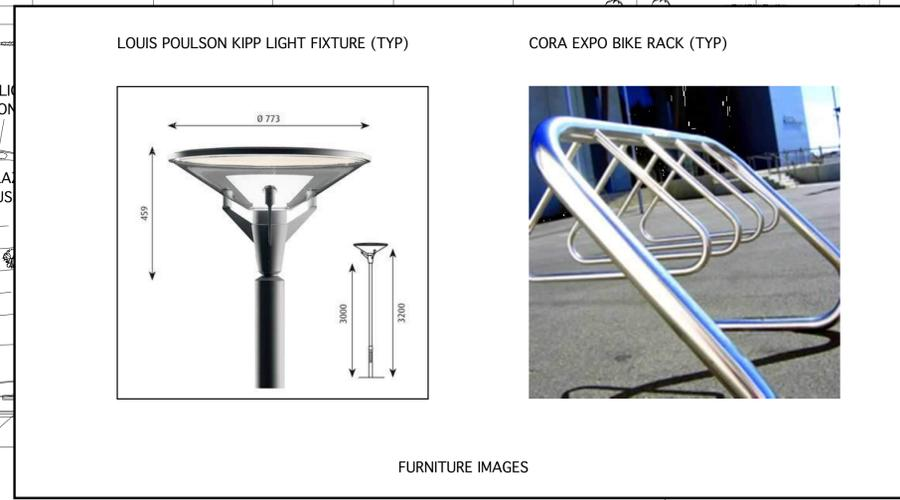 LOUIS POULSON KIPP LIGHT FIXTURE (TYP)
CORA EXPO BIKE RACK (TYP)
Ø 773
459
3000
3200
FURNITURE IMAGES